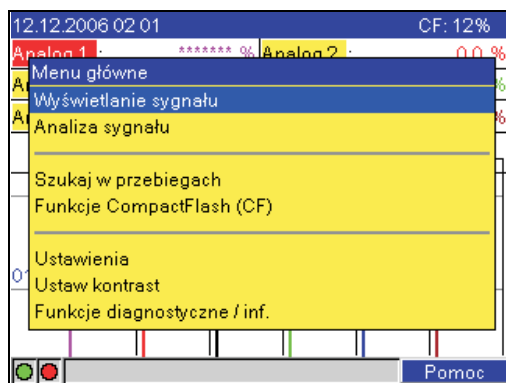 12.12.2006 02 01 CF: 12%
Analog 1 : ******* % Analog 2 : 0.0 %
Menu główne
Wyświetlanie sygnału
Analiza sygnału
Szukaj w przebiegach
Funkcje CompactFlash (CF)
Ustawienia
Ustaw kontrast
Funkcje diagnostyczne / inf.
Pomoc